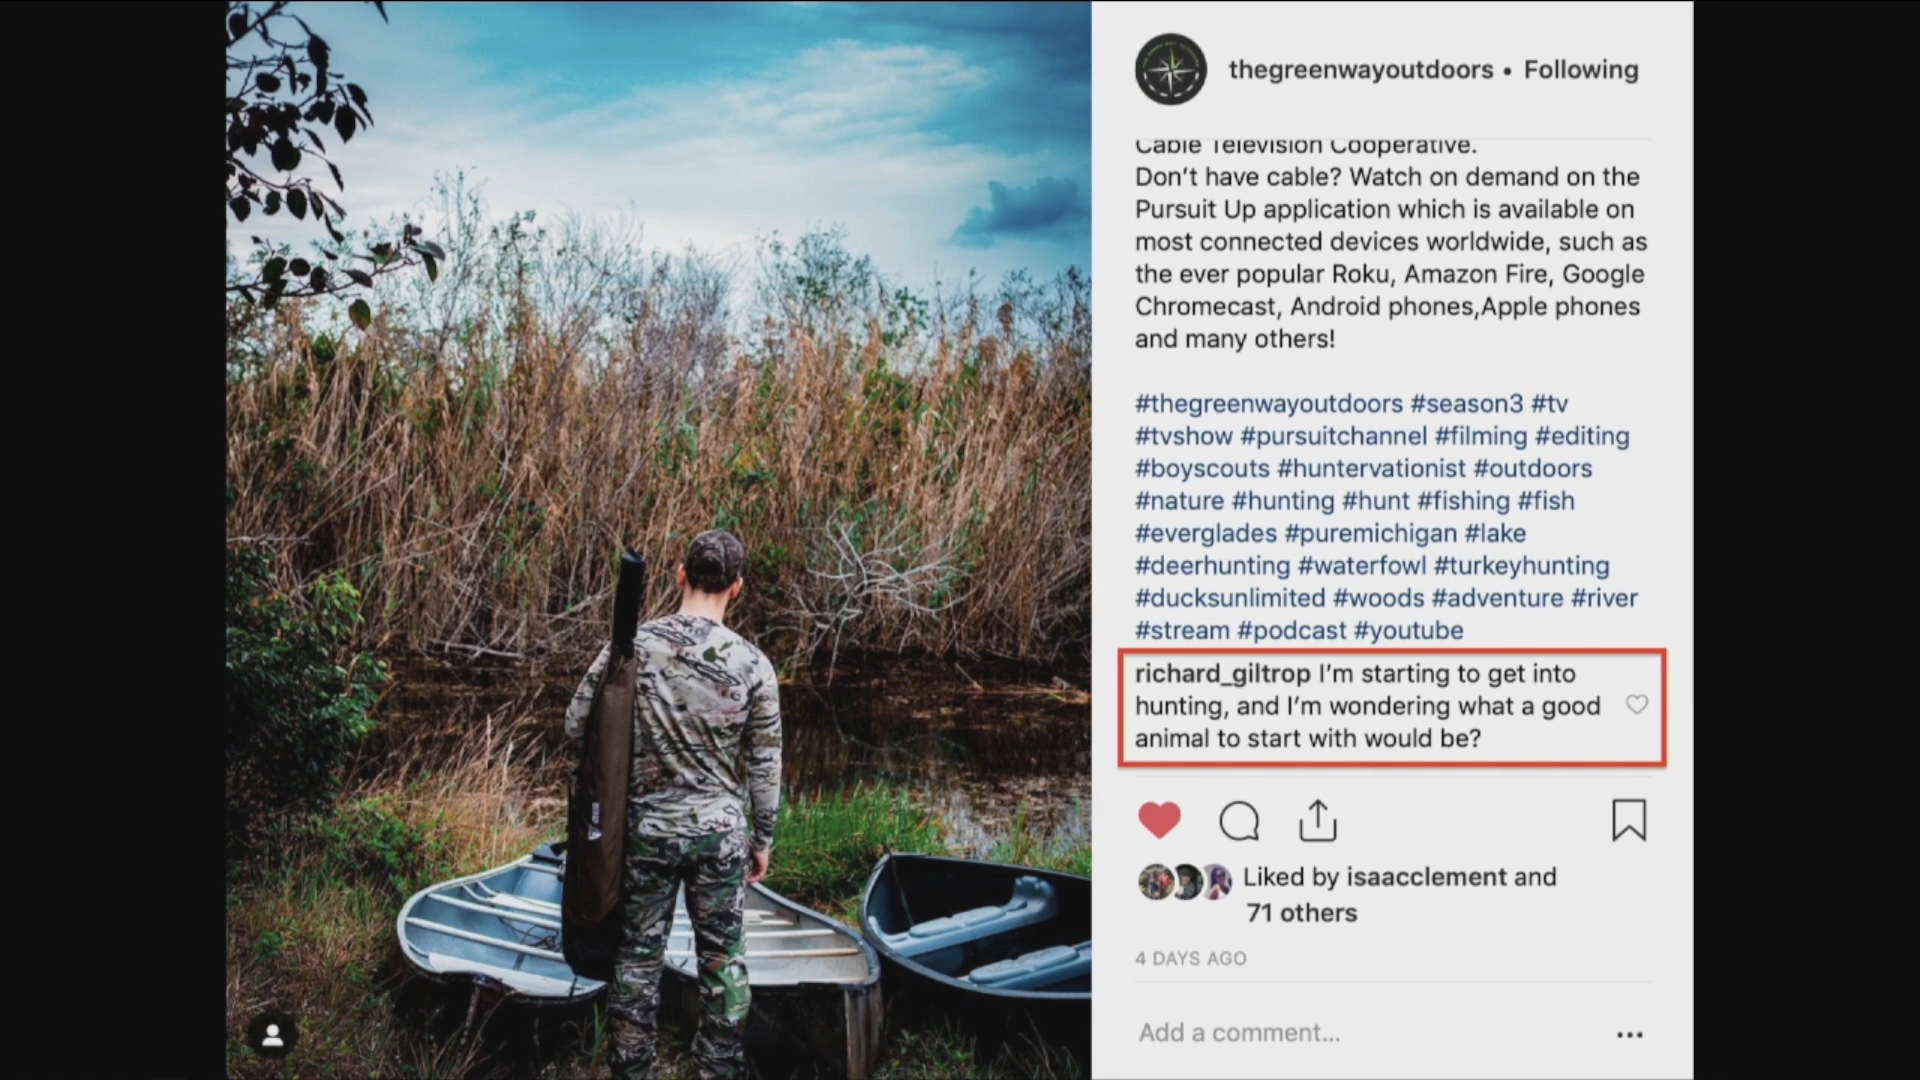 thegreenwayoutdoors • Following
Cable Television Cooperative.
Don't have cable? Watch on demand on the
Pursuit Up application which is available on
most connected devices worldwide, such as
the ever popular Roku, Amazon Fire, Google
Chromecast, Android phones,Apple phones
and many others!
#thegreenwayoutdoors #season3 #tv
#tvshow #pursuitchannel #filming #editing
#boyscouts #huntervationist #outdoors
#nature #hunting #hunt #fishing #fish
#everglades #puremichigan #lake
#deerhunting #waterfowl #turkeyhunting
#ducksunlimited #woods #adventure #river
#stream #podcast #youtube
richard_giltrop I'm starting to get into
hunting, and I'm wondering what a good
animal to start with would be?
Liked by isaacclement and
71 others
4 DAYS AGO
Add a comment...